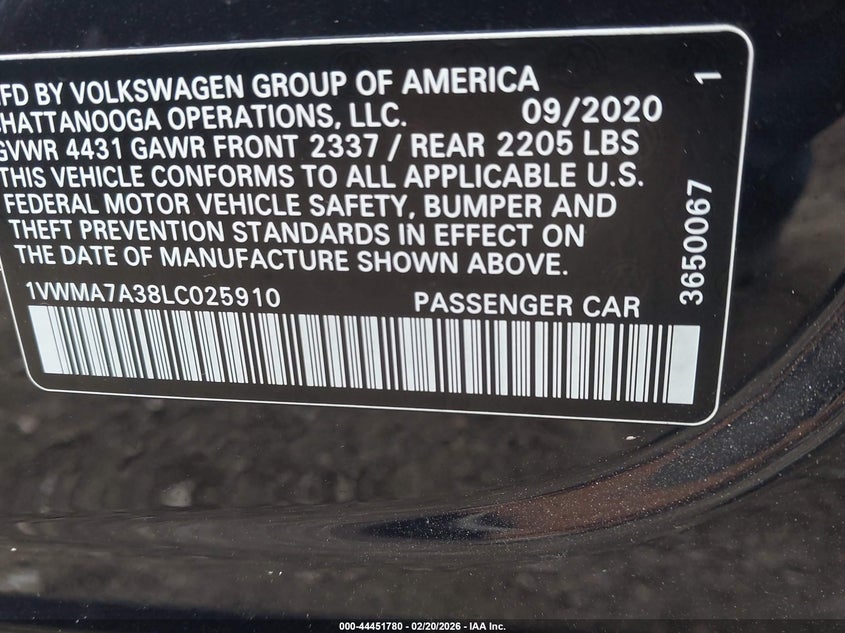 FD BY VOLKSWAGEN GROUP OF AMERICA
HATTANOOGA OPERATIONS, LLC. 09/2020
GVWR 4431 GAWR FRONT 2337 / REAR 2205 LBS
THIS VEHICLE CONFORMS TO ALL APPLICABLE U.S.
FEDERAL MOTOR VEHICLE SAFETY, BUMPER AND
THEFT PREVENTION STANDARDS IN EFFECT ON
THE DATE OF MANUFACTURE SHOWN ABOVE.
1VWMA7A38LC025910 PASSENGER CAR
3650067 1
000-44451780 - 02/20/2026 - IAA Inc.